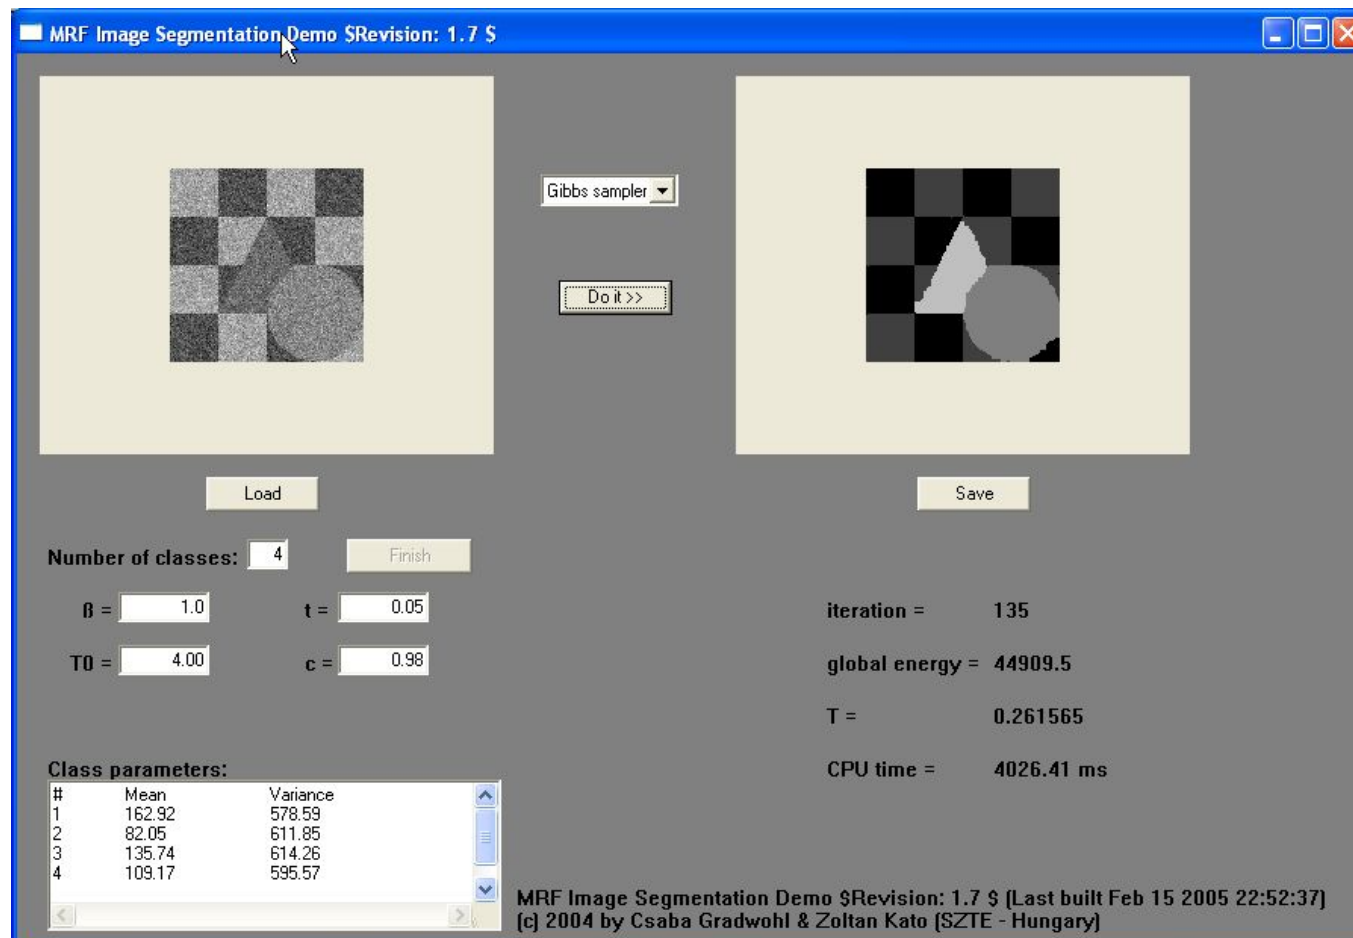 MRF Image Segmentation Demo $Revision: 1.7 $
Gibbs sampler
Do it >>
Load
Save
Number of classes: 4 Finish
ß = 1.0 t = 0.05
T0 = 4.00 c = 0.98
iteration = 135
global energy = 44909.5
T = 0.261565
CPU time = 4026.41 ms
Class parameters:
# Mean Variance
1 162.92 578.59
2 82.05 611.85
3 135.74 614.26
4 109.17 595.57
MRF Image Segmentation Demo $Revision: 1.7 $ (Last built Feb 15 2005 22:52:37)
(c) 2004 by Csaba Gradwohl & Zoltan Kato (SZTE - Hungary)